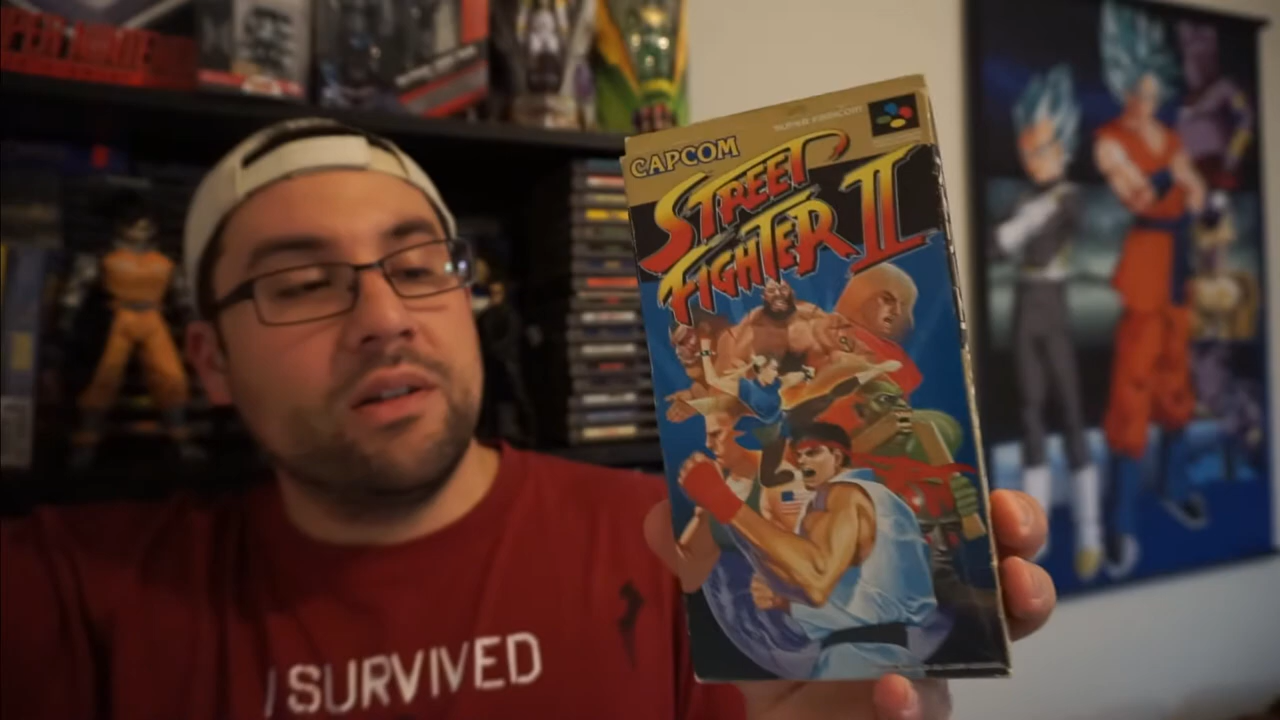 SUPER FAMICOM
CAPCOM
STREET
FIGHTER II
I SURVIVED